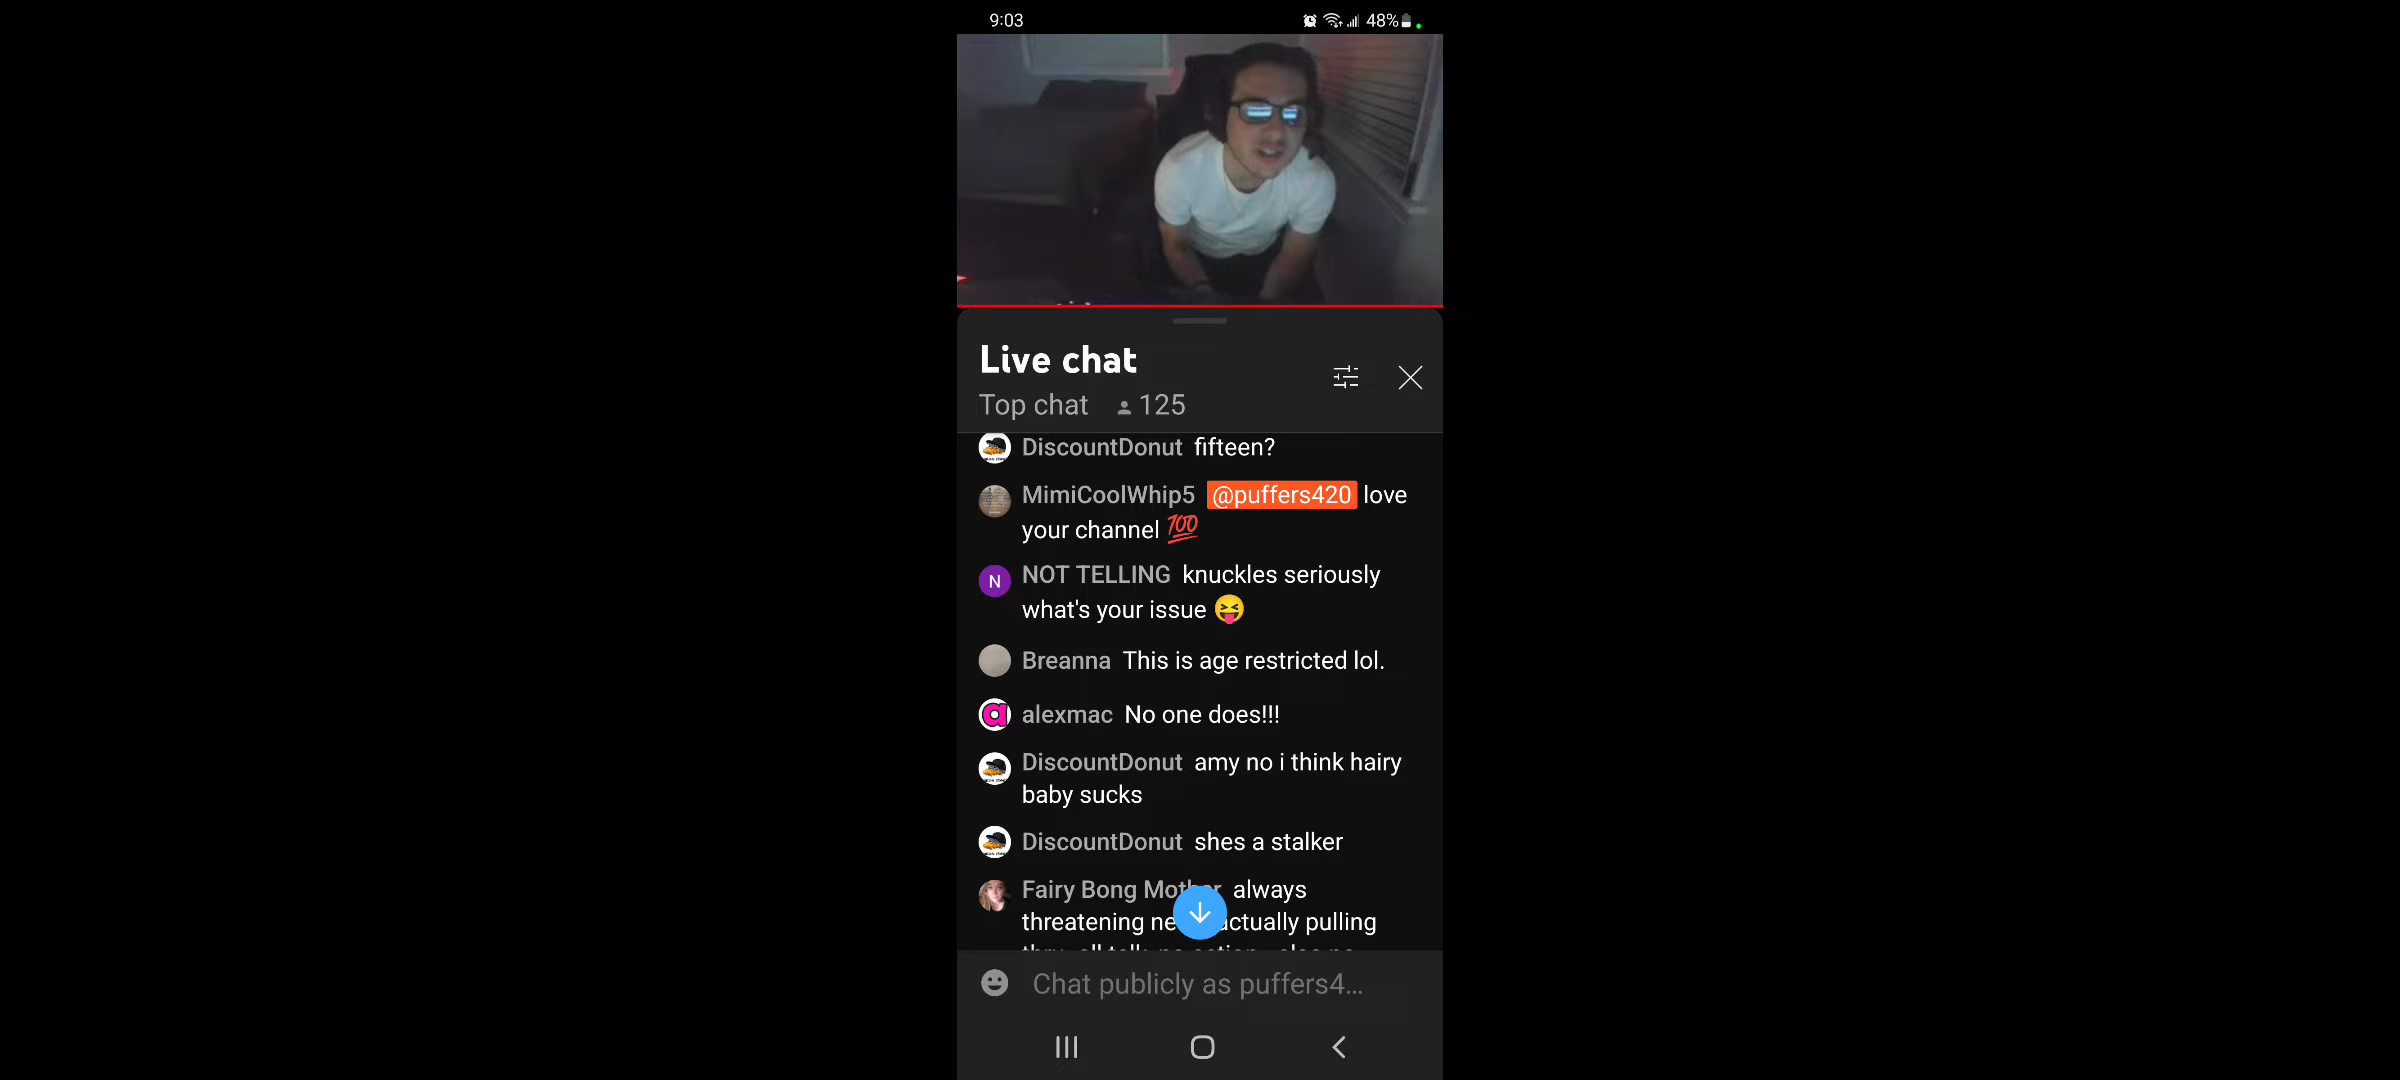 9:03
48%
Live chat
Top chat 125
DiscountDonut fifteen?
MimiCoolWhip5 @puffers420 love
your channel 💯
N
NOT TELLING knuckles seriously
what's your issue 😝
Breanna This is age restricted lol.
a
alexmac No one does!!!
DiscountDonut amy no i think hairy
baby sucks
DiscountDonut shes a stalker
Fairy Bong Mother always
threatening actually pulling
Chat publicly as puffers4...